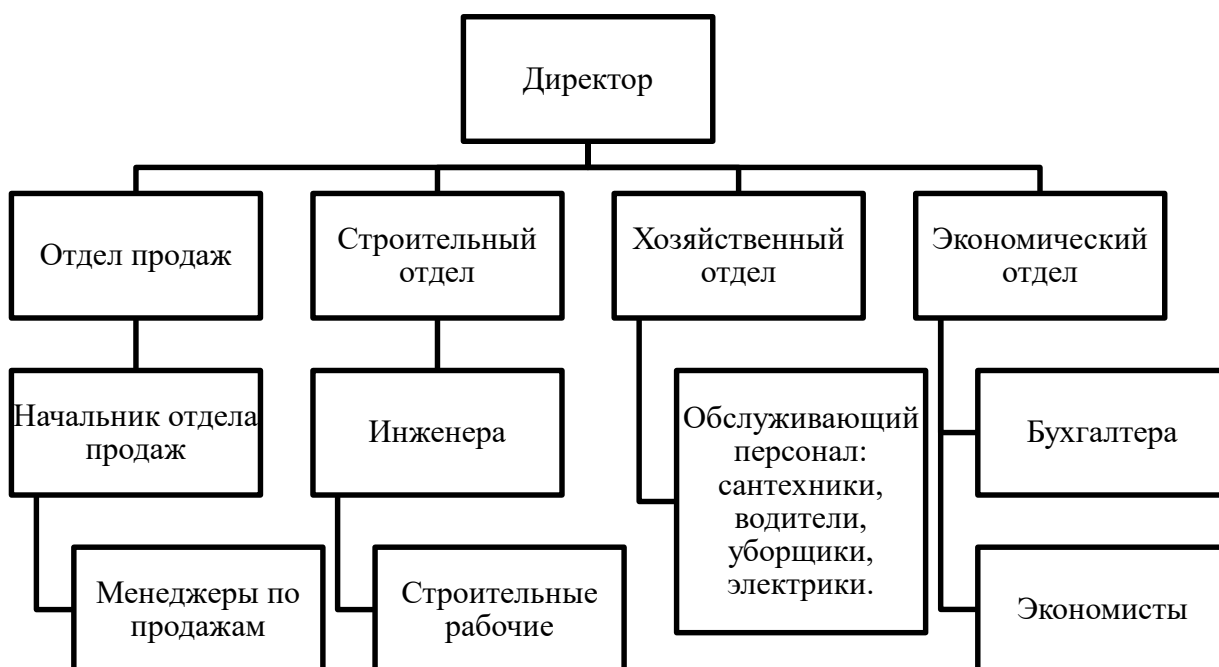 Директор
Отдел продаж
Строительный
отдел
Хозяйственный
отдел
Экономический
отдел
Начальник отдела
продаж
Инженера
Обслуживающий
персонал:
сантехники,
водители,
уборщики,
электрики.
Бухгалтера
Менеджеры по
продажам
Строительные
рабочие
Экономисты